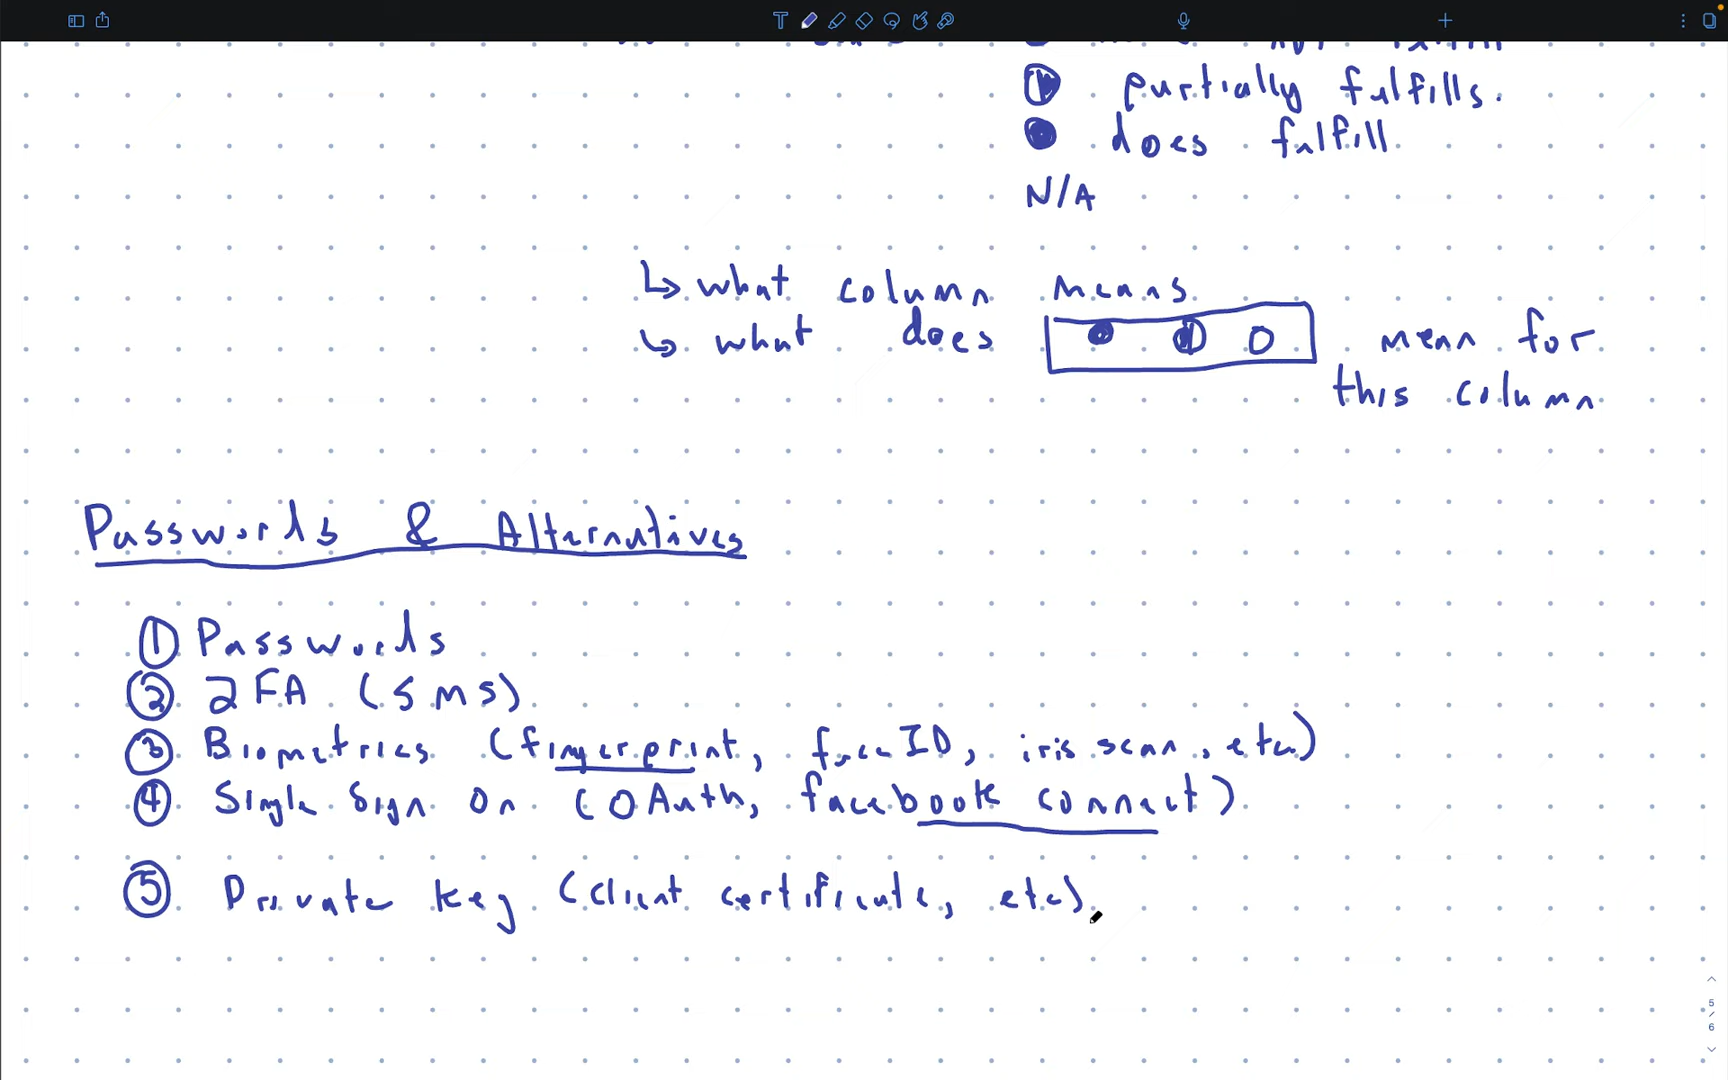 partially fulfills.
does fulfill
N/A
↳ what column means
↳ what does mean for
this column
Passwords & Alternatives
① Passwords
② 2FA (SMS)
③ Biometrics (fingerprint, faceID, iris scan, etc.)
④ Single Sign On (OAuth, facebook connect)
⑤ Private key (client certificate, etc)
5
/
6